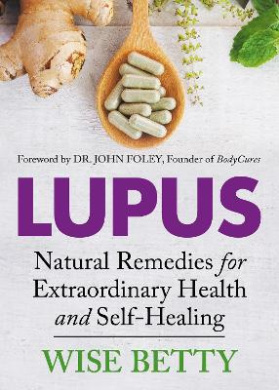 Foreword by DR. JOHN FOLEY, Founder of BodyCures
LUPUS
Natural Remedies for
Extraordinary Health
and Self-Healing
WISE BETTY